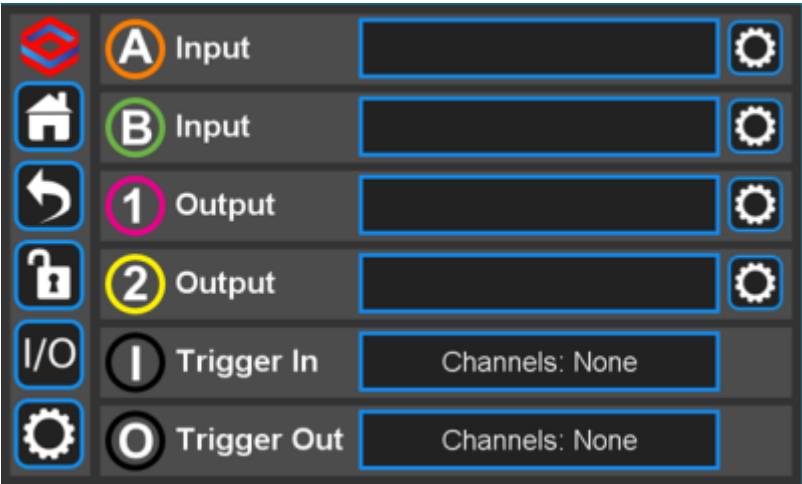 A Input
B Input
1 Output
2 Output
I/O
I Trigger In Channels: None
O Trigger Out Channels: None